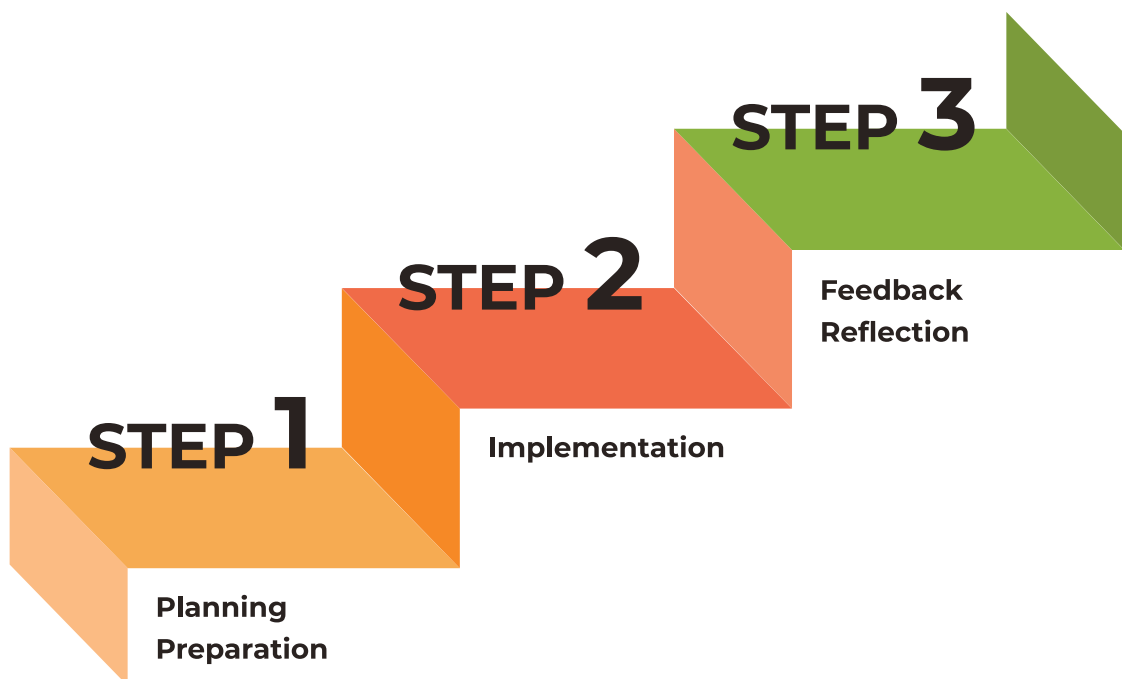 STEP 1
Planning
Preparation
STEP 2
Implementation
STEP 3
Feedback
Reflection